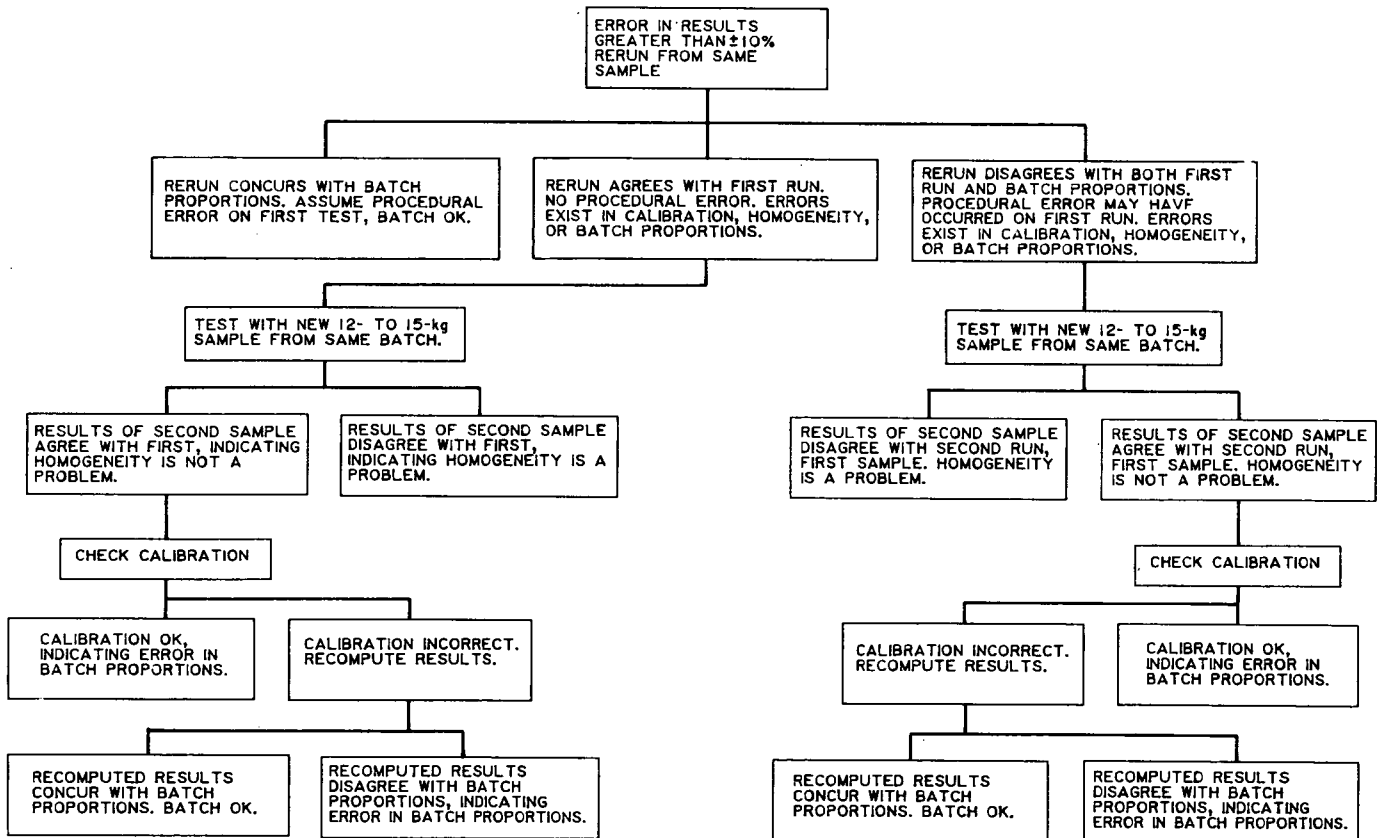 ERROR IN RESULTS
GREATER THAN ±10%
RERUN FROM SAME
SAMPLE
RERUN CONCURS WITH BATCH
PROPORTIONS. ASSUME PROCEDURAL
ERROR ON FIRST TEST, BATCH OK.
RERUN AGREES WITH FIRST RUN.
NO PROCEDURAL ERROR. ERRORS
EXIST IN CALIBRATION, HOMOGENEITY,
OR BATCH PROPORTIONS.
RERUN DISAGREES WITH BOTH FIRST
RUN AND BATCH PROPORTIONS.
PROCEDURAL ERROR MAY HAVE
OCCURRED ON FIRST RUN. ERRORS
EXIST IN CALIBRATION, HOMOGENEITY,
OR BATCH PROPORTIONS.
TEST WITH NEW 12- TO 15-kg
SAMPLE FROM SAME BATCH.
TEST WITH NEW 12- TO 15-kg
SAMPLE FROM SAME BATCH.
RESULTS OF SECOND SAMPLE
AGREE WITH FIRST, INDICATING
HOMOGENEITY IS NOT A
PROBLEM.
RESULTS OF SECOND SAMPLE
DISAGREE WITH FIRST,
INDICATING HOMOGENEITY IS A
PROBLEM.
RESULTS OF SECOND SAMPLE
DISAGREE WITH SECOND RUN,
FIRST SAMPLE. HOMOGENEITY
IS A PROBLEM.
RESULTS OF SECOND SAMPLE
AGREE WITH SECOND RUN,
FIRST SAMPLE. HOMOGENEITY
IS NOT A PROBLEM.
CHECK CALIBRATION
CHECK CALIBRATION
CALIBRATION OK,
INDICATING ERROR IN
BATCH PROPORTIONS.
CALIBRATION INCORRECT.
RECOMPUTE RESULTS.
CALIBRATION INCORRECT.
RECOMPUTE RESULTS.
CALIBRATION OK,
INDICATING ERROR IN
BATCH PROPORTIONS.
RECOMPUTED RESULTS
CONCUR WITH BATCH
PROPORTIONS. BATCH OK.
RECOMPUTED RESULTS
DISAGREE WITH BATCH
PROPORTIONS, INDICATING
ERROR IN BATCH PROPORTIONS.
RECOMPUTED RESULTS
CONCUR WITH BATCH
PROPORTIONS. BATCH OK.
RECOMPUTED RESULTS
DISAGREE WITH BATCH
PROPORTIONS, INDICATING
ERROR IN BATCH PROPORTIONS.